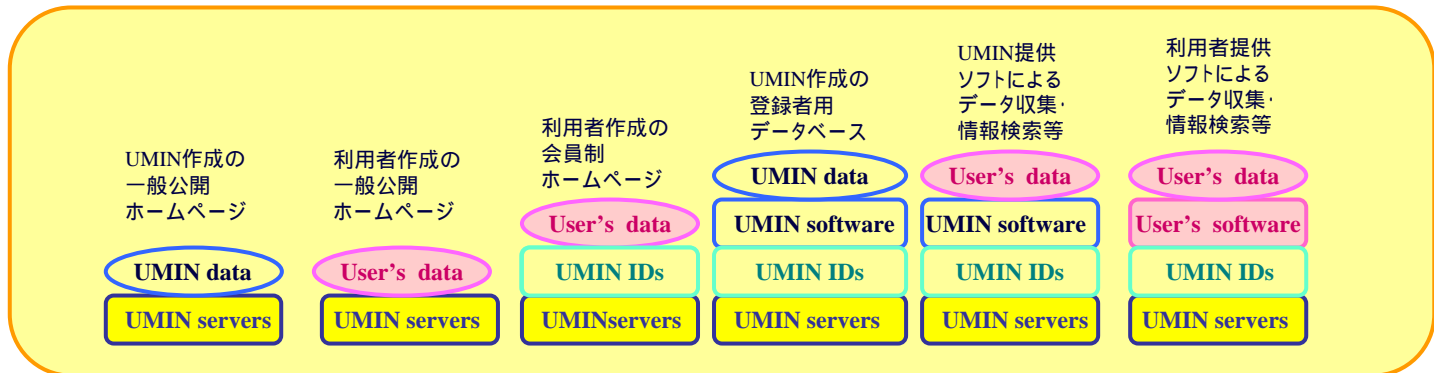 UMIN作成の
一般公開
ホームページ
UMIN data
UMIN servers
利用者作成の
一般公開
ホームページ
User's data
UMIN servers
利用者作成の
会員制
ホームページ
User's data
UMIN IDs
UMINservers
UMIN作成の
登録者用
データベース
UMIN data
UMIN software
UMIN IDs
UMIN servers
UMIN提供
ソフトによる
データ収集・
情報検索等
User's data
UMIN software
UMIN IDs
UMIN servers
利用者提供
ソフトによる
データ収集・
情報検索等
User's data
User's software
UMIN IDs
UMIN servers